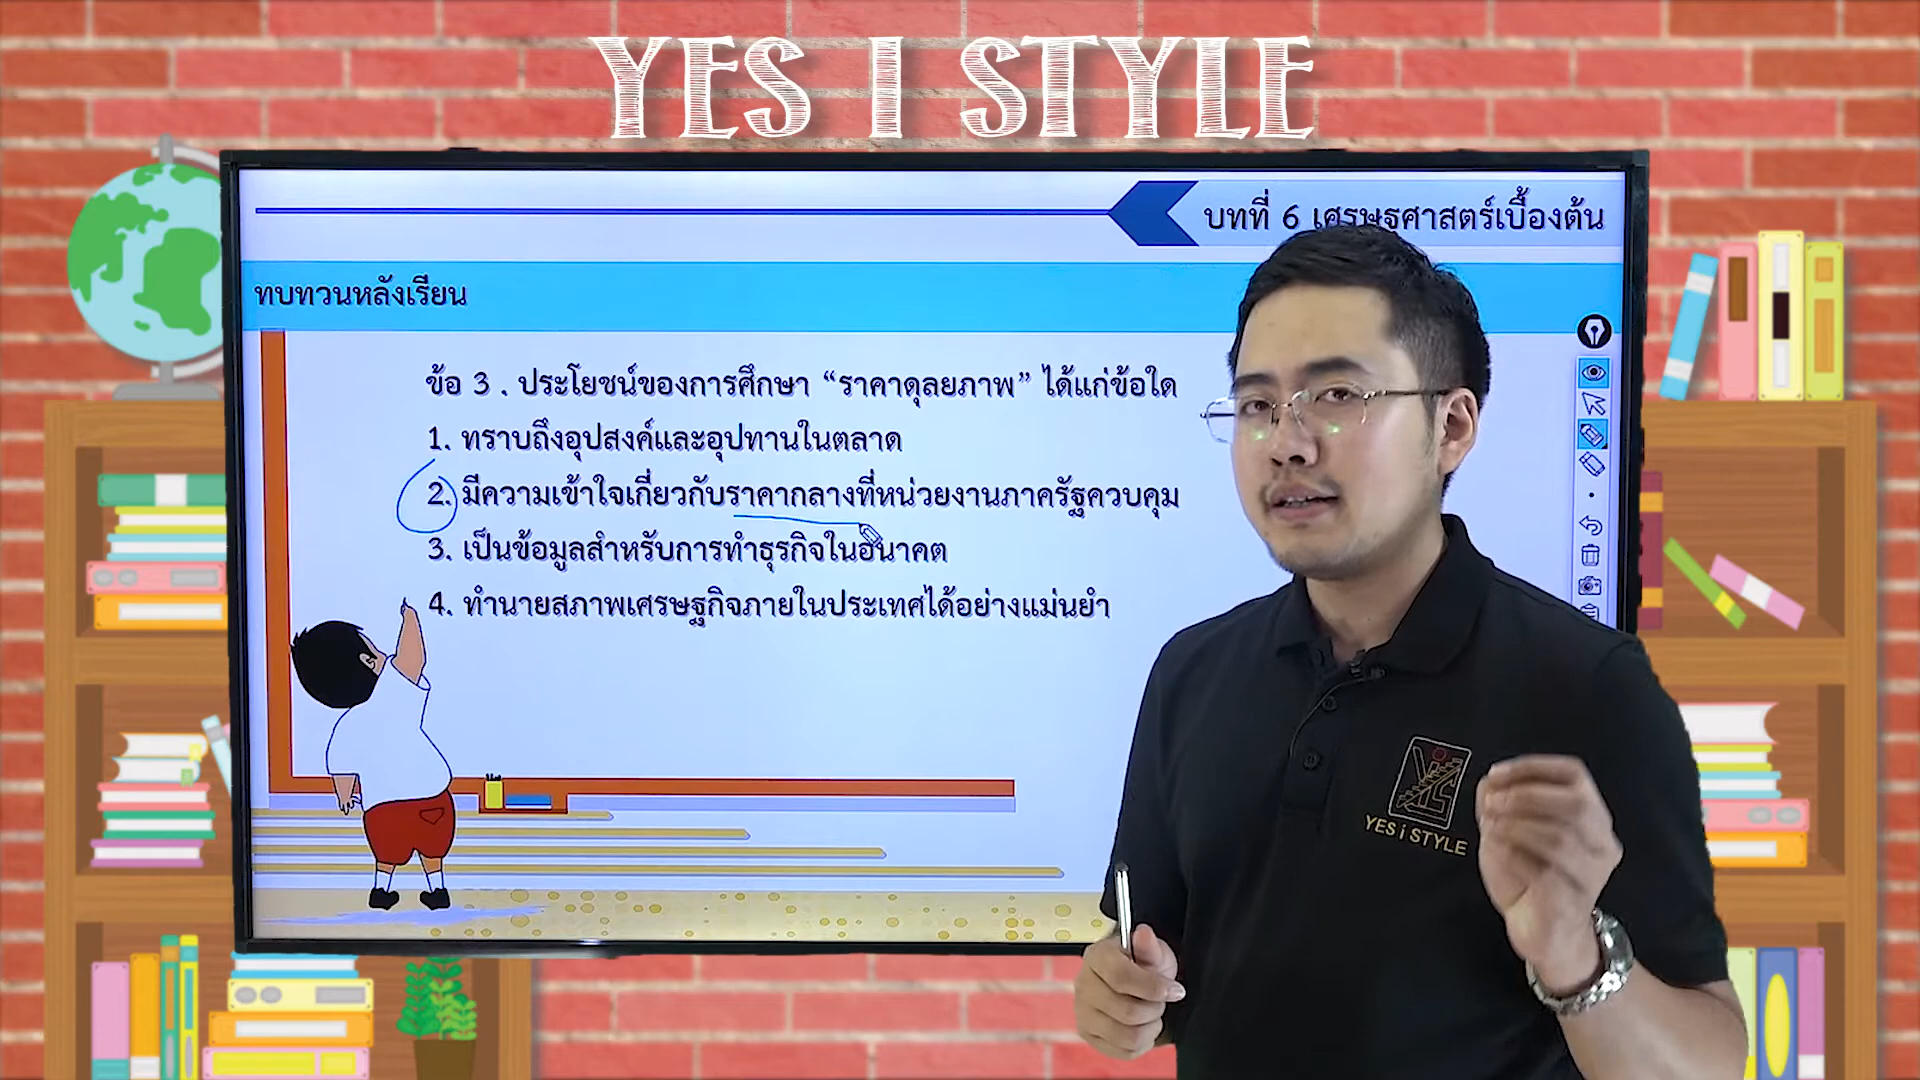 YES I STYLE
บทที่ 6 เศรษฐศาสตร์เบื้องต้น
ทบทวนหลังเรียน
ข้อ 3 . ประโยชน์ของการศึกษา “ราคาดุลยภาพ” ได้แก่ข้อใด
1. ทราบถึงอุปสงค์และอุปทานในตลาด
2. มีความเข้าใจเกี่ยวกับราคากลางที่หน่วยงานภาครัฐควบคุม
3. เป็นข้อมูลสำหรับการทำธุรกิจในอนาคต
4. ทำนายสภาพเศรษฐกิจภายในประเทศได้อย่างแม่นยำ
YES i STYLE